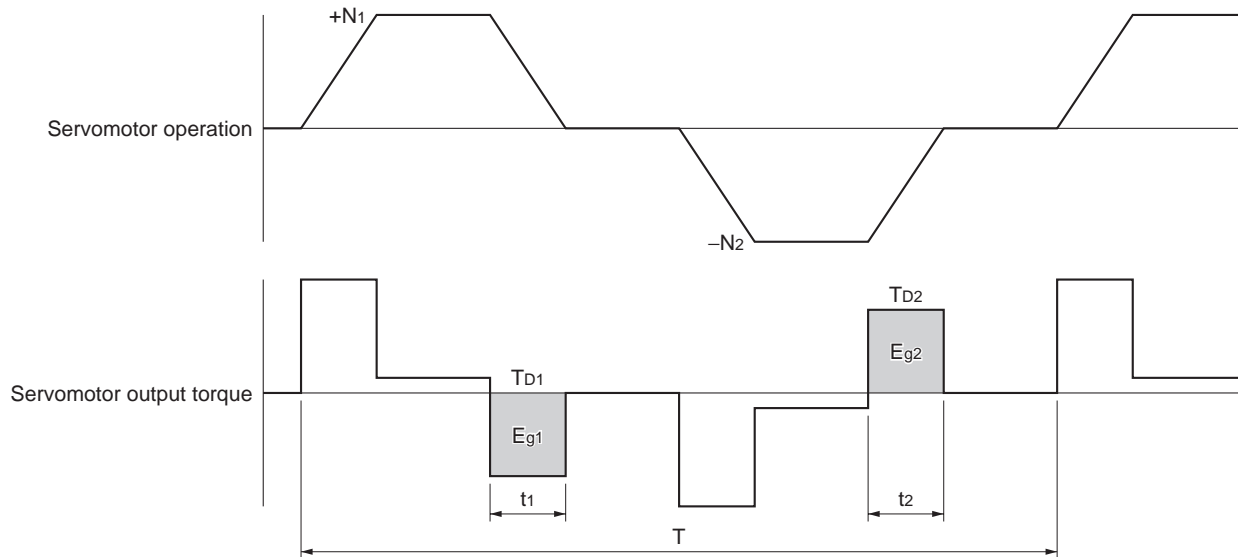 +N1
Servomotor operation
–N2
TD2
Eg2
TD1
Servomotor output torque
Eg1
t1
t2
T